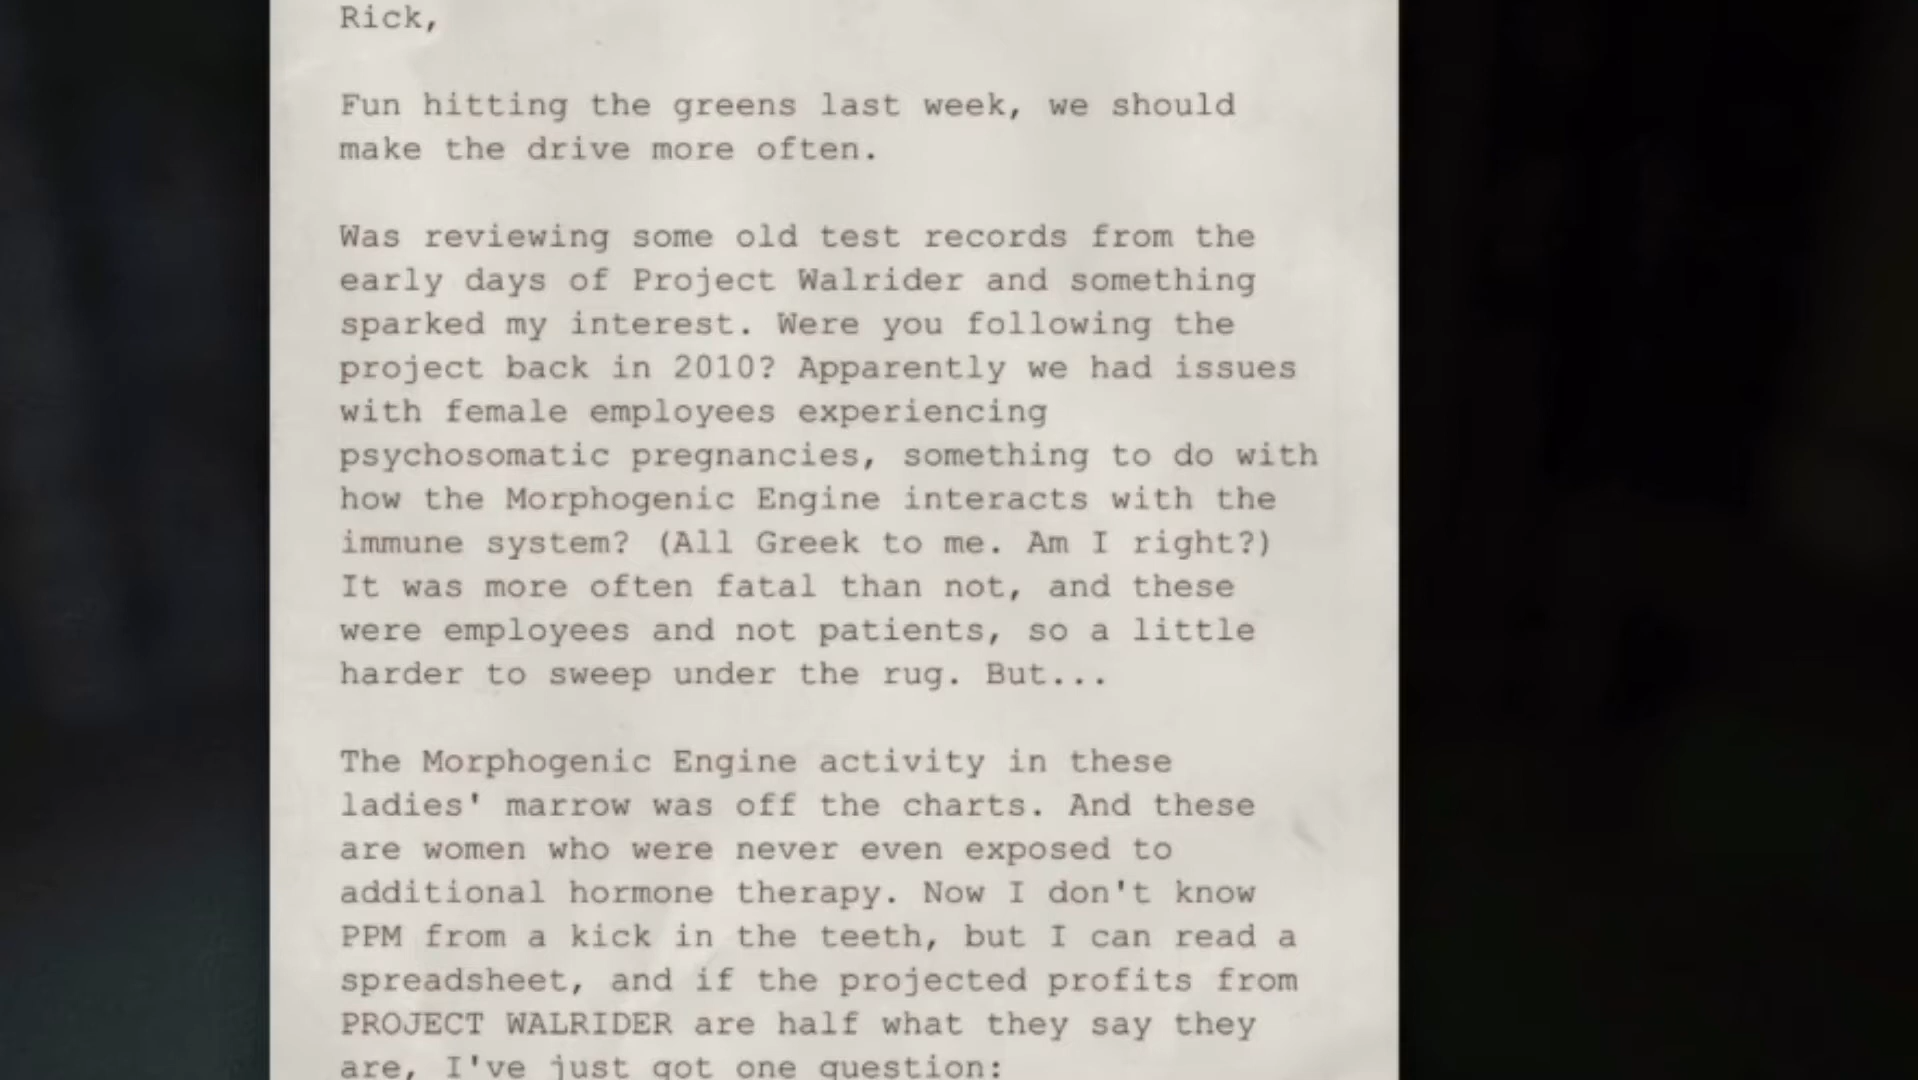 Rick,
Fun hitting the greens last week, we should
make the drive more often.
Was reviewing some old test records from the
early days of Project Walrider and something
sparked my interest. Were you following the
project back in 2010? Apparently we had issues
with female employees experiencing
psychosomatic pregnancies, something to do with
how the Morphogenic Engine interacts with the
immune system? (All Greek to me. Am I right?)
It was more often fatal than not, and these
were employees and not patients, so a little
harder to sweep under the rug. But...
The Morphogenic Engine activity in these
ladies' marrow was off the charts. And these
are women who were never even exposed to
additional hormone therapy. Now I don't know
PPM from a kick in the teeth, but I can read a
spreadsheet, and if the projected profits from
PROJECT WALRIDER are half what they say they
are, I've just got one question: